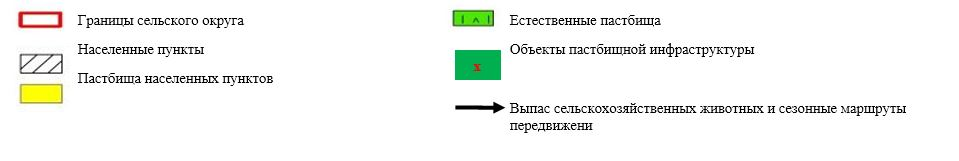 Границы сельского округа
Населенные пункты
Пастбища населенных пунктов
Естественные пастбища
Объекты пастбищной инфраструктуры
х
Выпас сельскохозяйственных животных и сезонные маршруты
передвижени